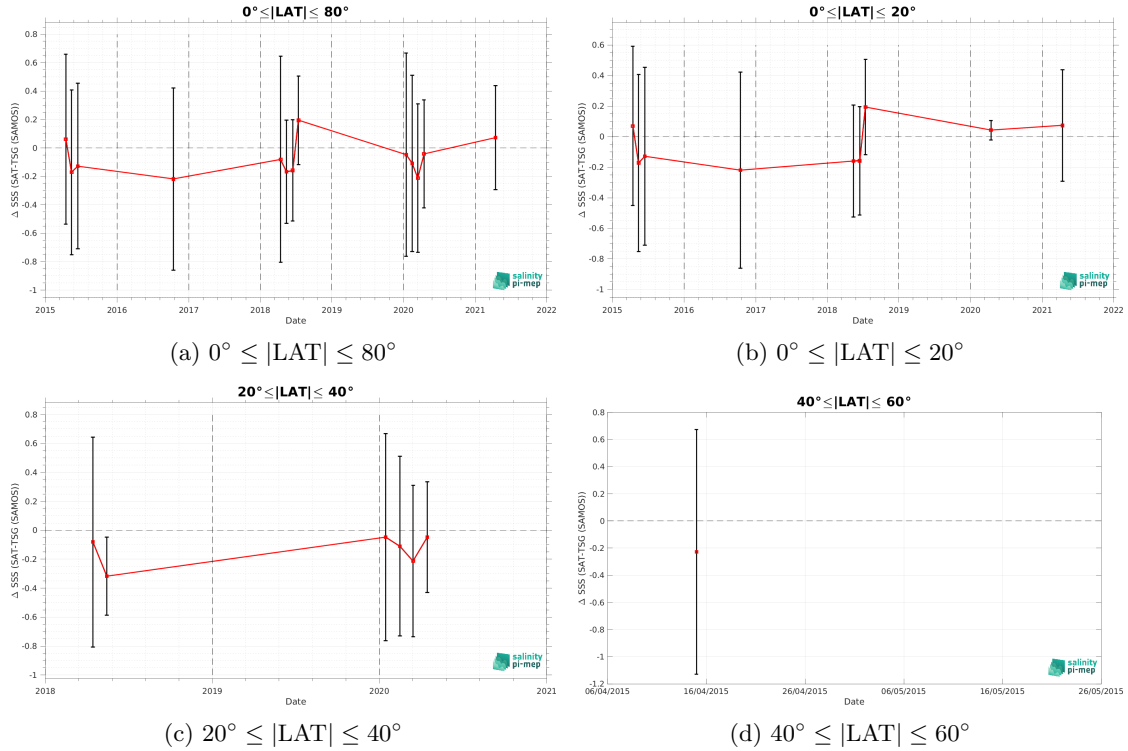 0°≤|LAT|≤ 80°
0.8
0.6
0.4
0.2
0
-0.2
-0.4
-0.6
-0.8
-1
Δ SSS (SAT-TSG (SAMOS))
2015 2016 2017 2018 2019 2020 2021 2022
Date
salinity
pi-mep
(a) 0° ≤ |LAT| ≤ 80°
0°≤|LAT|≤ 20°
0.6
0.4
0.2
0
-0.2
-0.4
-0.6
-0.8
-1
Δ SSS (SAT-TSG (SAMOS))
2015 2016 2017 2018 2019 2020 2021 2022
Date
salinity
pi-mep
(b) 0° ≤ |LAT| ≤ 20°
20°≤|LAT|≤ 40°
0.8
0.6
0.4
0.2
0
-0.2
-0.4
-0.6
-0.8
-1
Δ SSS (SAT-TSG (SAMOS))
2018 2019 2020 2021
Date
salinity
pi-mep
(c) 20° ≤ |LAT| ≤ 40°
40°≤|LAT|≤ 60°
0.8
0.6
0.4
0.2
0
-0.2
-0.4
-0.6
-0.8
-1
-1.2
Δ SSS (SAT-TSG (SAMOS))
06/04/2015 16/04/2015 26/04/2015 06/05/2015 16/05/2015 26/05/2015
Date
salinity
pi-mep
(d) 40° ≤ |LAT| ≤ 60°